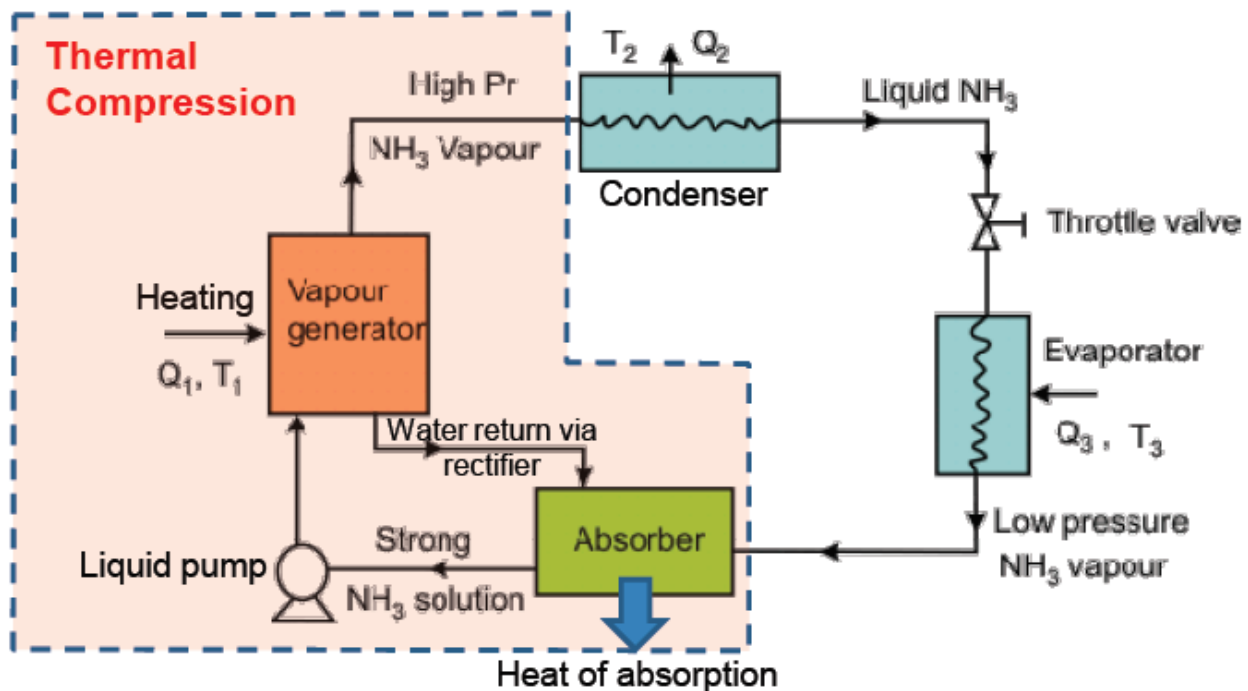 Thermal
Compression
High Pr
NH₃ Vapour
T₂ Q₂
Condenser
Liquid NH₃
Throttle valve
Heating
Q₁, T₁
Vapour
generator
Evaporator
Q₃ , T₃
Water return via
rectifier
Low pressure
NH₃ vapour
Absorber
Strong
NH₃ solution
Liquid pump
Heat of absorption